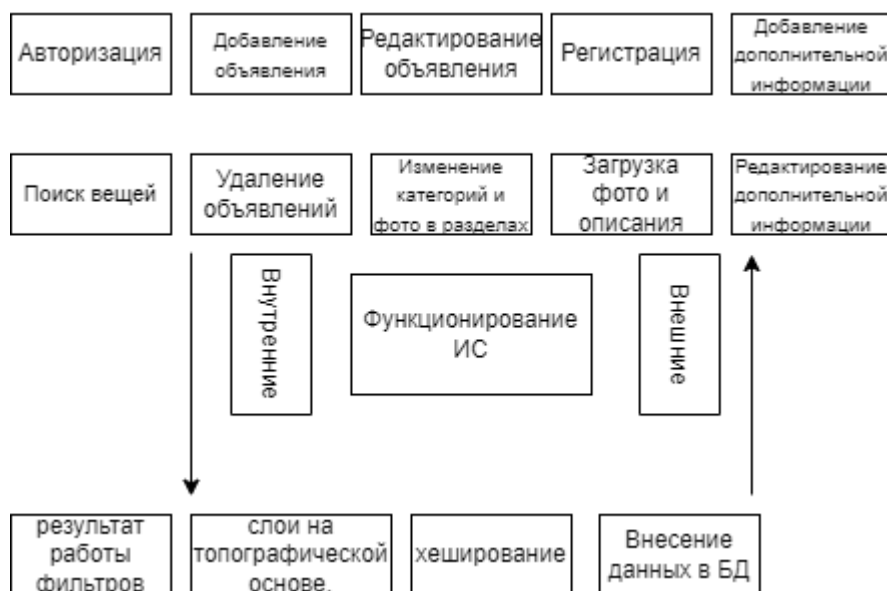 Авторизация
Добавление
объявления
Редактирование
объявления
Регистрация
Добавление
дополнительной
информации
Поиск вещей
Удаление
объявлений
Изменение
категорий и
фото в разделах
Загрузка
фото и
описания
Редактирование
дополнительной
информации
Внутренние
Функционирование
ИС
Внешние
результат
работы
фильтров
слои на
топографической
основе.
хеширование
Внесение
данных в БД